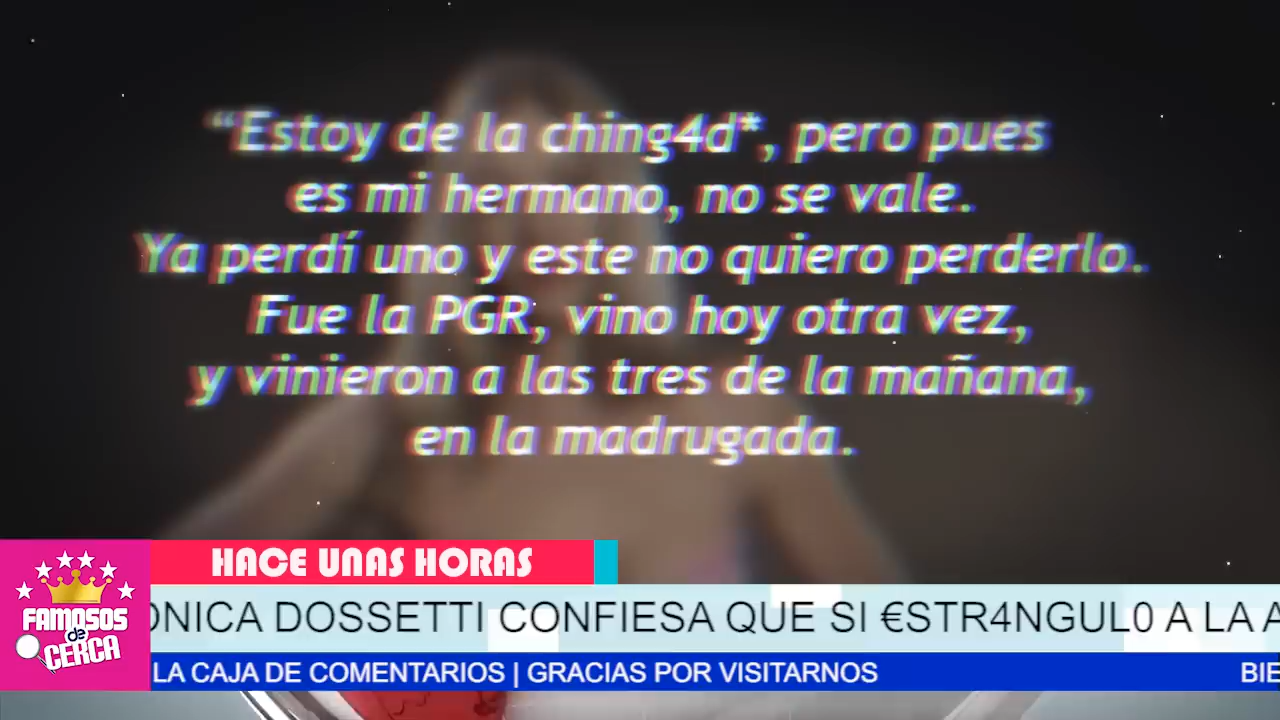 “Estoy de la ching4d*, pero pues
es mi hermano, no se vale.
Ya perdí uno y este no quiero perderlo.
Fue la PGR, vino hoy otra vez,
y vinieron a las tres de la mañana,
en la madrugada.
HACE UNAS HORAS
FAMOSOS
de
CERCA
ÓNICA DOSSETTI CONFIESA QUE SI €STR4NGUL0 A LA A
LA CAJA DE COMENTARIOS | GRACIAS POR VISITARNOS BIE